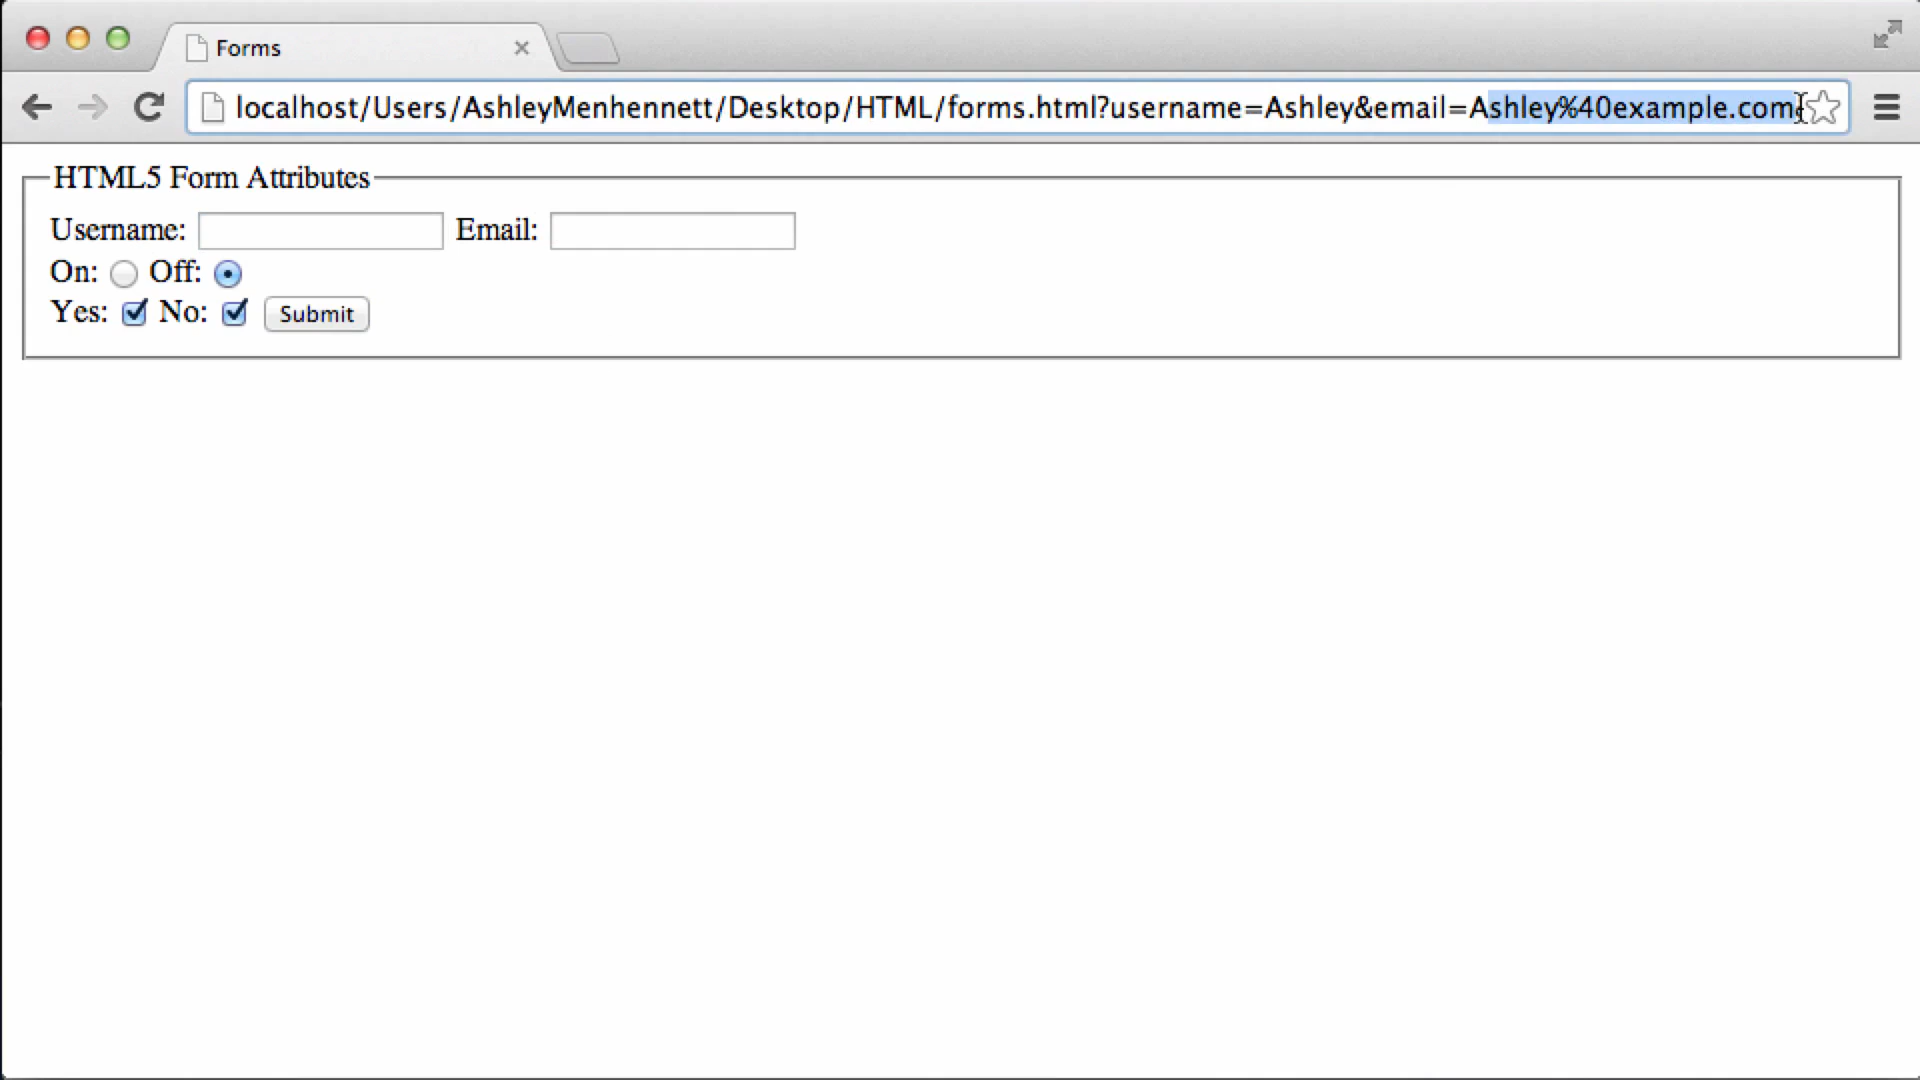 Forms
localhost/Users/AshleyMenhennett/Desktop/HTML/forms.html?username=Ashley&email=Ashley%40example.com
HTML5 Form Attributes
Username: Email:
On: Off:
Yes: No: Submit